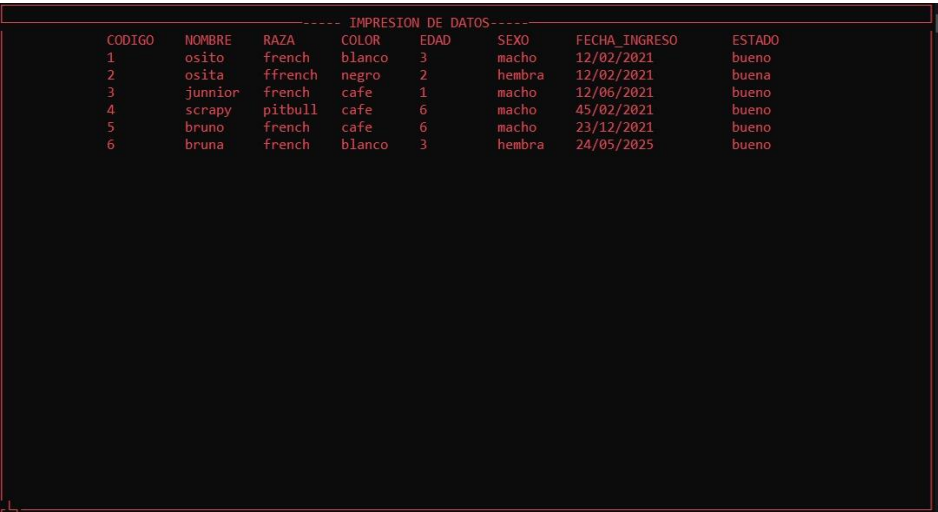 ----- IMPRESION DE DATOS-----
CODIGO NOMBRE RAZA COLOR EDAD SEXO FECHA_INGRESO ESTADO
1 osito french blanco 3 macho 12/02/2021 bueno
2 osita ffrench negro 2 hembra 12/02/2021 buena
3 junnior french cafe 1 macho 12/06/2021 bueno
4 scrapy pitbull cafe 6 macho 45/02/2021 bueno
5 bruno french cafe 6 macho 23/12/2021 bueno
6 bruna french blanco 3 hembra 24/05/2025 bueno